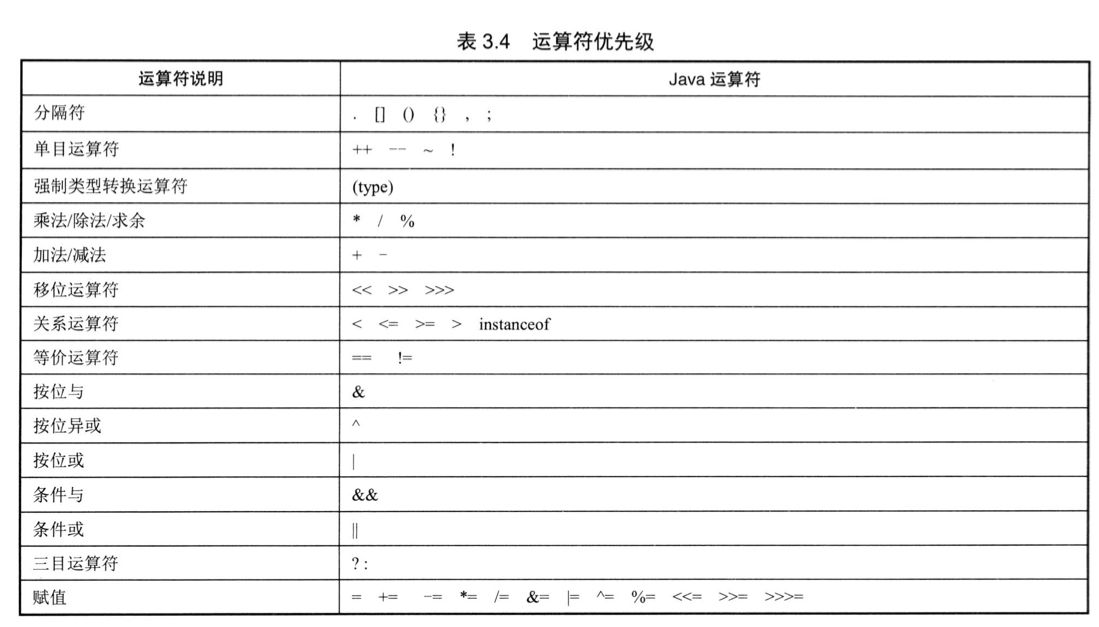 表 3.4 运算符优先级
运算符说明 Java 运算符
分隔符 . [] () {} , ;
单目运算符 ++ -- ~ !
强制类型转换运算符 (type)
乘法/除法/求余 * / %
加法/减法 + -
移位运算符 << >> >>>
关系运算符 < <= >= > instanceof
等价运算符 == !=
按位与 &
按位异或 ^
按位或 |
条件与 &&
条件或 ||
三目运算符 ? :
赋值 = += -= *= /= &= |= ^= %= <<= >>= >>>=